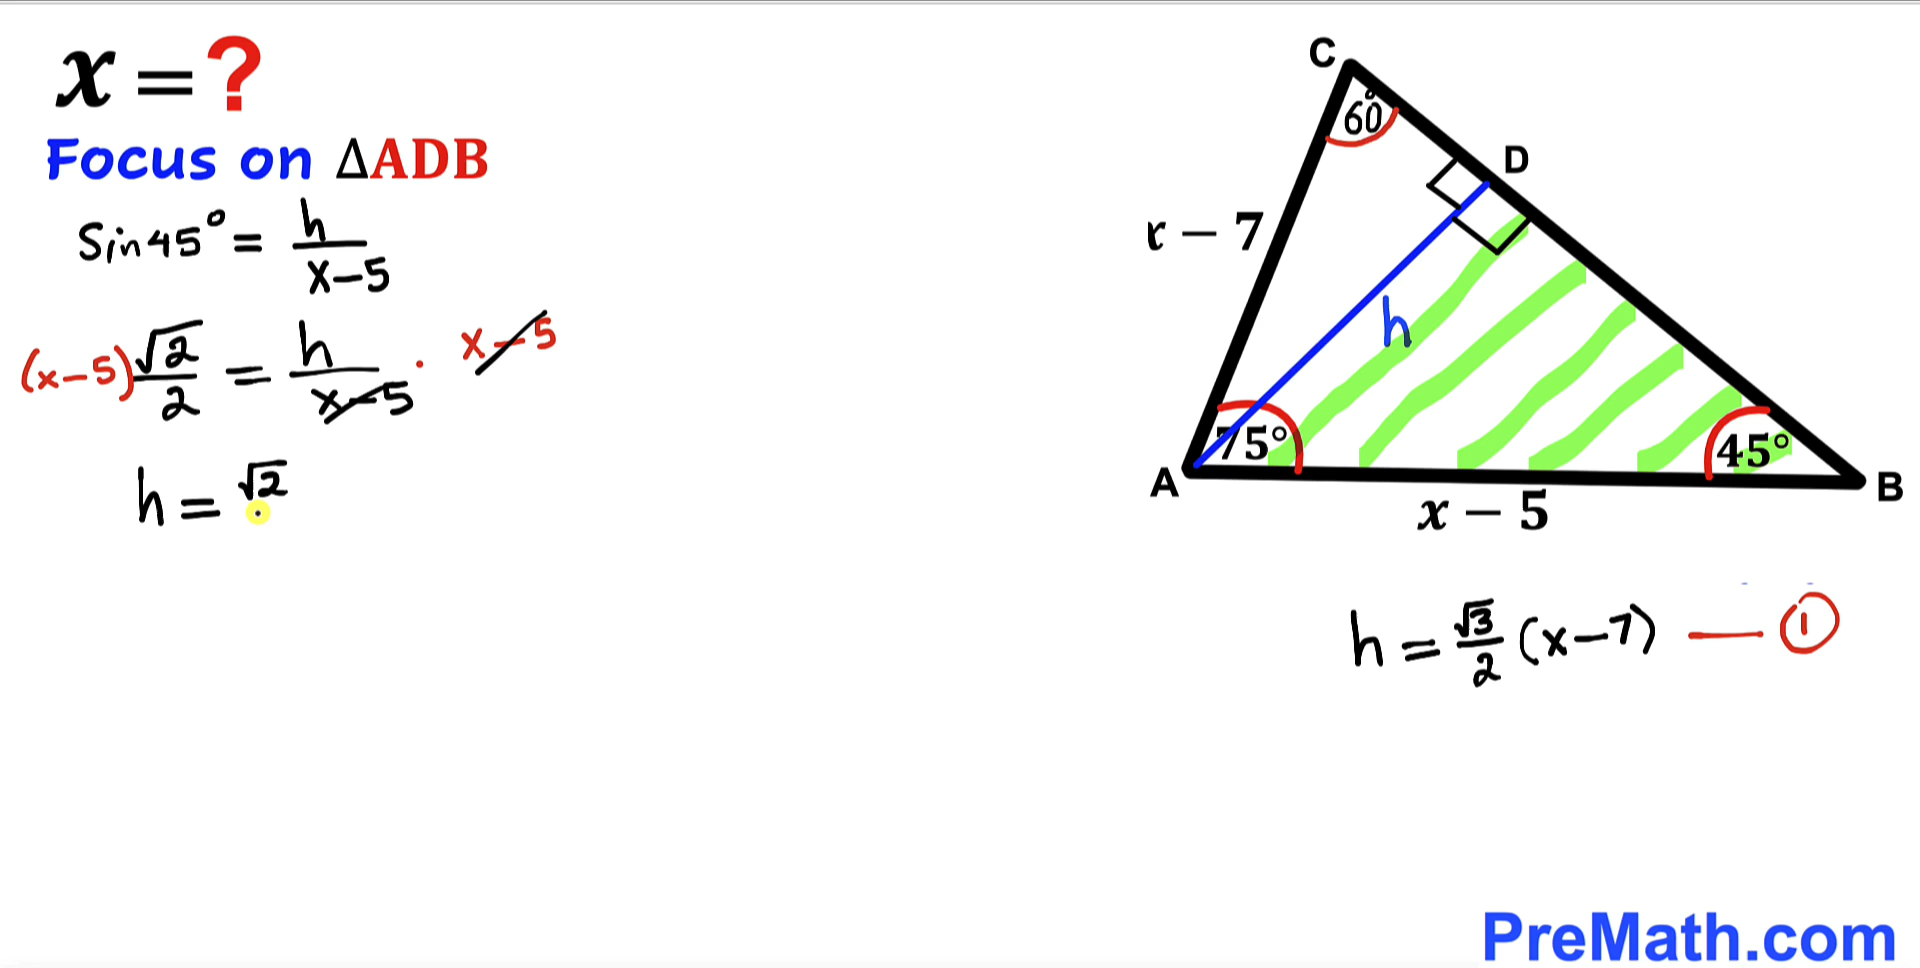 x = ?
Focus on ΔADB
Sin45° = h/x-5
(x-5)√2/2 = h/x-5 · x-5
h = √2
C
60°
D
x - 7
h
75°
45°
A
B
x - 5
h = √3/2 (x-7) — ①
PreMath.com